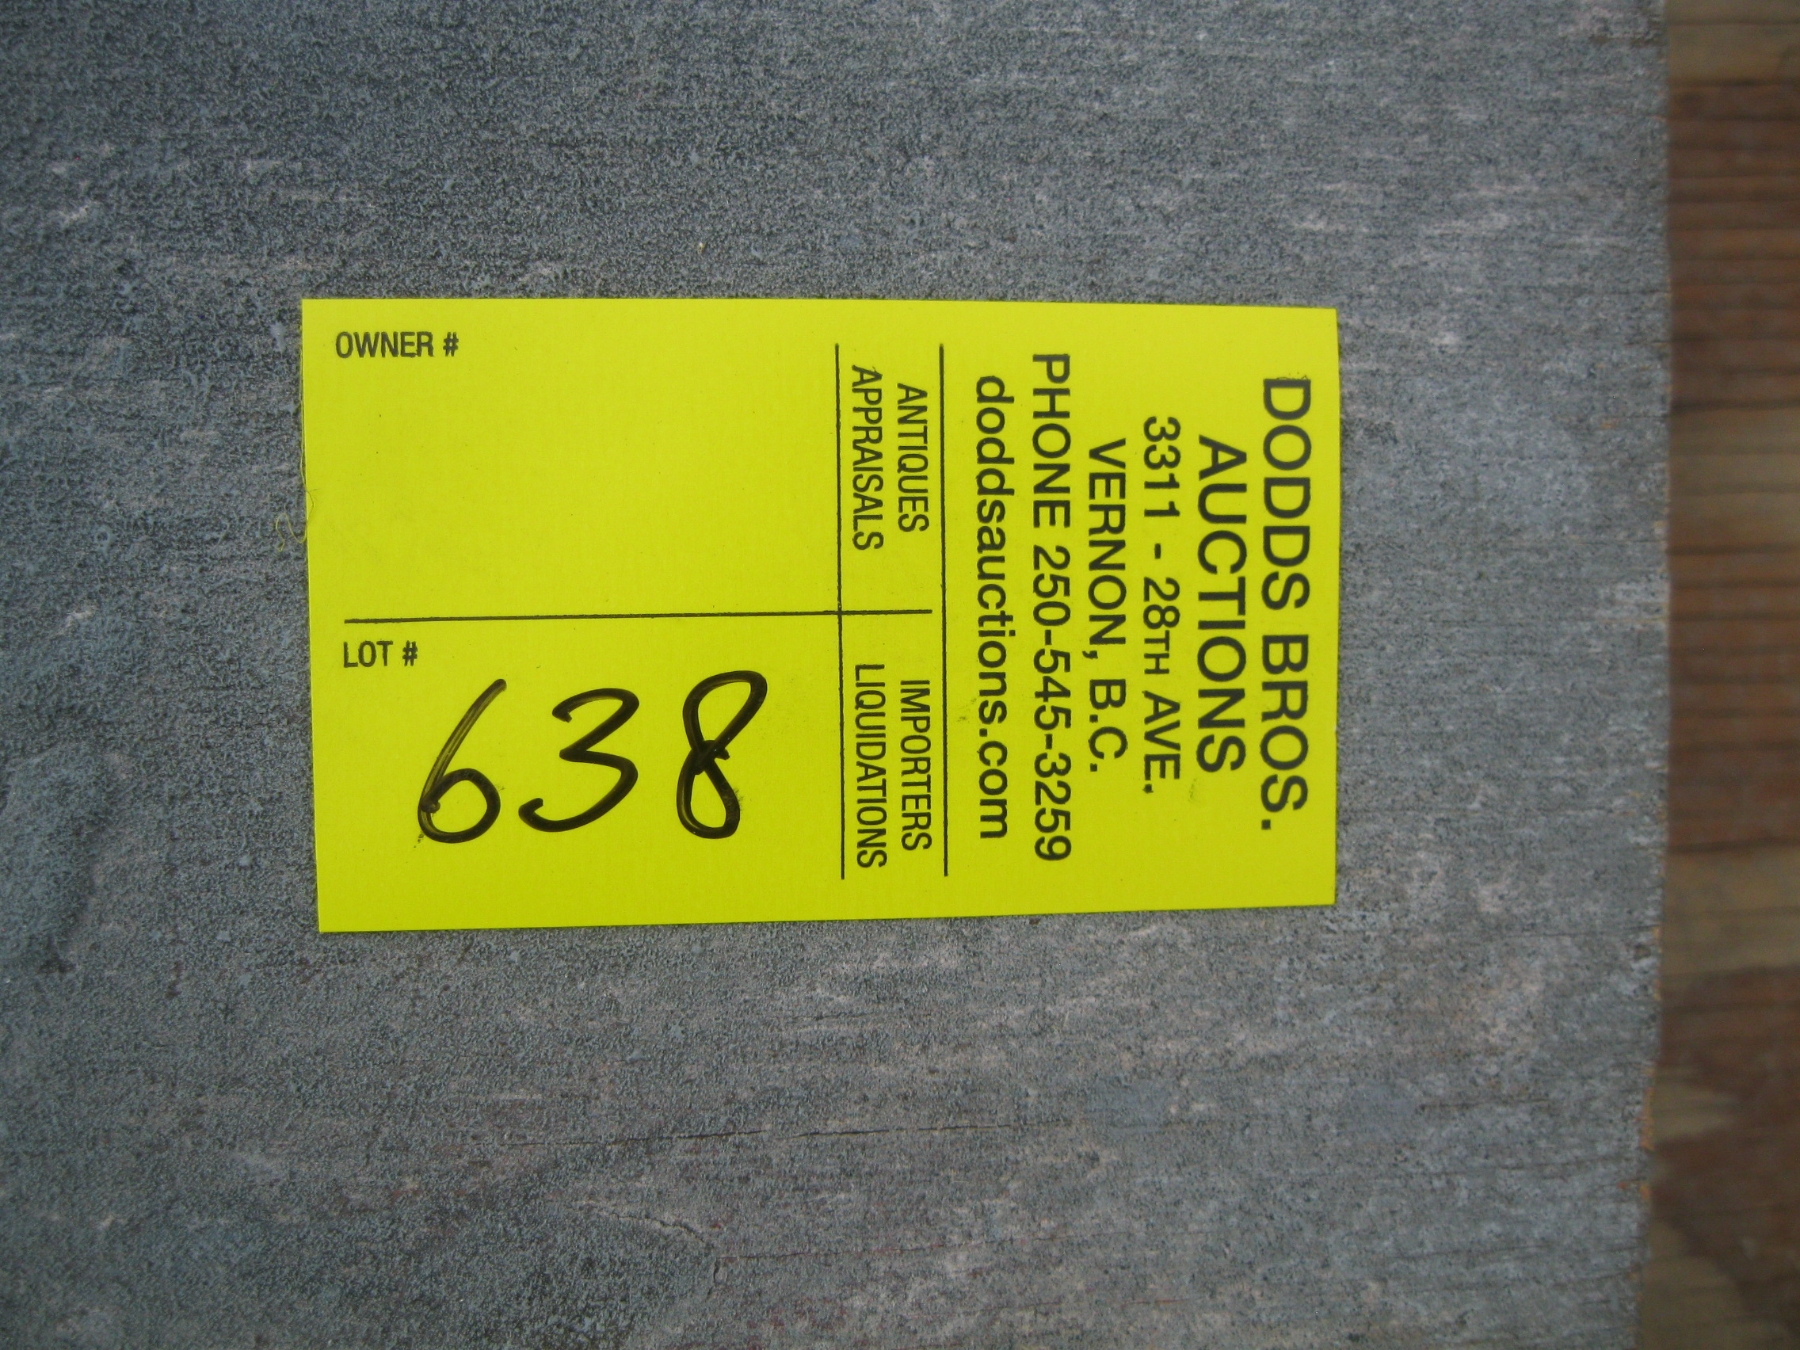 DODDS BROS.
AUCTIONS
3311 - 28TH AVE.
VERNON, B.C.
PHONE 250-545-3259
doddsauctions.com
ANTIQUES
APPRAISALS
IMPORTERS
LIQUIDATIONS
OWNER #
LOT #
638